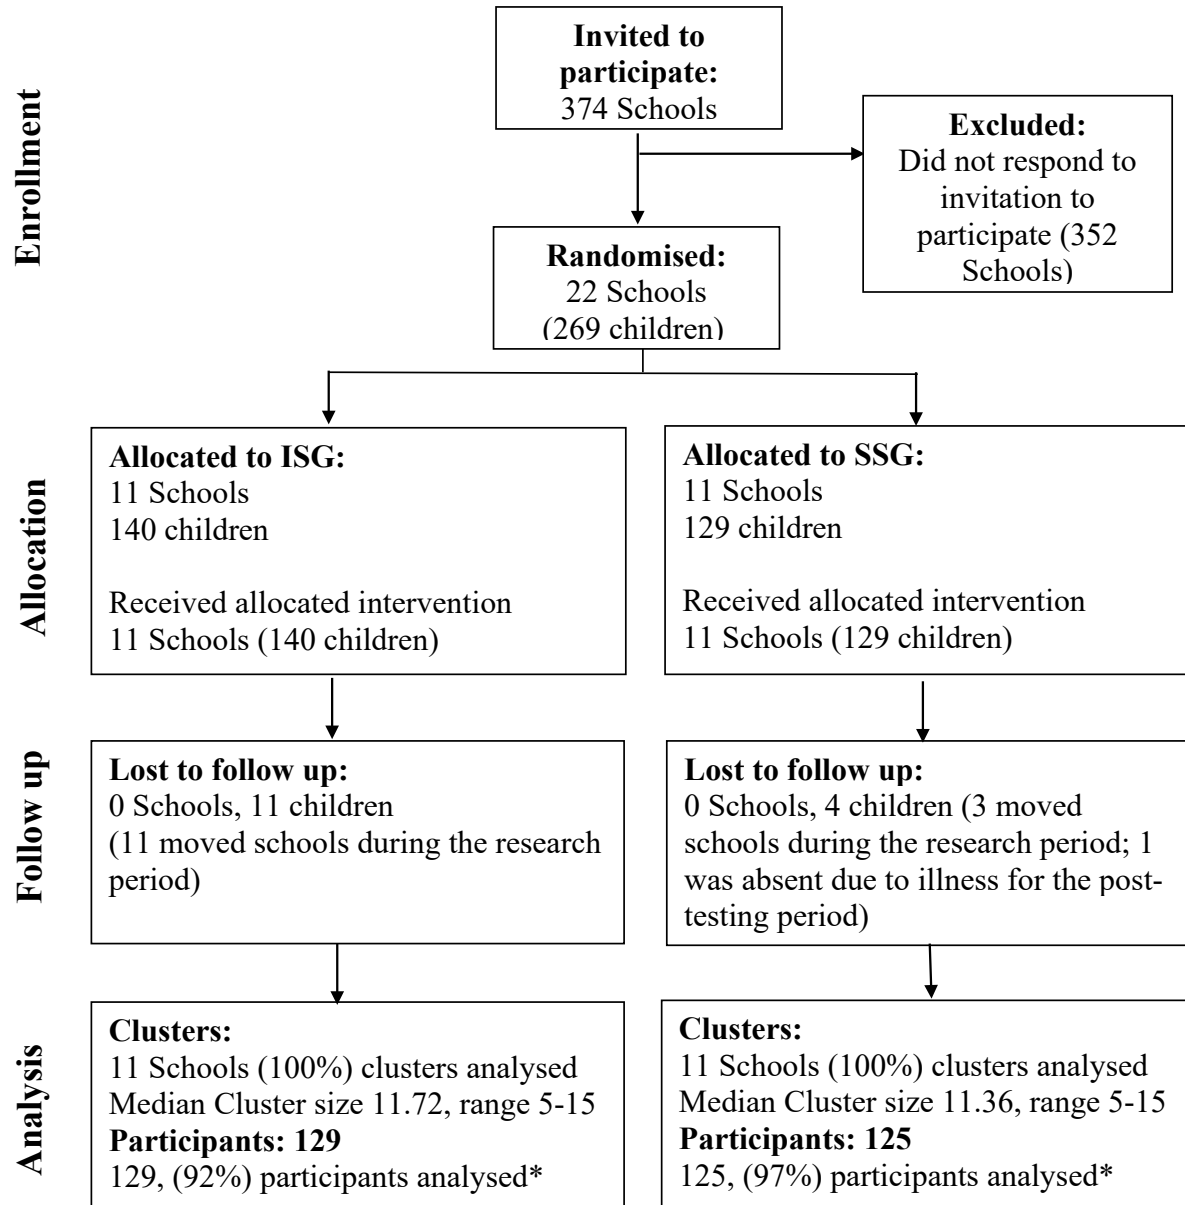 Enrollment
Invited to
participate:
374 Schools
Excluded:
Did not respond to
invitation to
participate (352
Schools)
Randomised:
22 Schools
(269 children)
Allocation
Allocated to ISG:
11 Schools
140 children
Received allocated intervention
11 Schools (140 children)
Allocated to SSG:
11 Schools
129 children
Received allocated intervention
11 Schools (129 children)
Follow up
Lost to follow up:
0 Schools, 11 children
(11 moved schools during the research
period)
Lost to follow up:
0 Schools, 4 children (3 moved
schools during the research period; 1
was absent due to illness for the post-
testing period)
Analysis
Clusters:
11 Schools (100%) clusters analysed
Median Cluster size 11.72, range 5-15
Participants: 129
129, (92%) participants analysed*
Clusters:
11 Schools (100%) clusters analysed
Median Cluster size 11.36, range 5-15
Participants: 125
125, (97%) participants analysed*